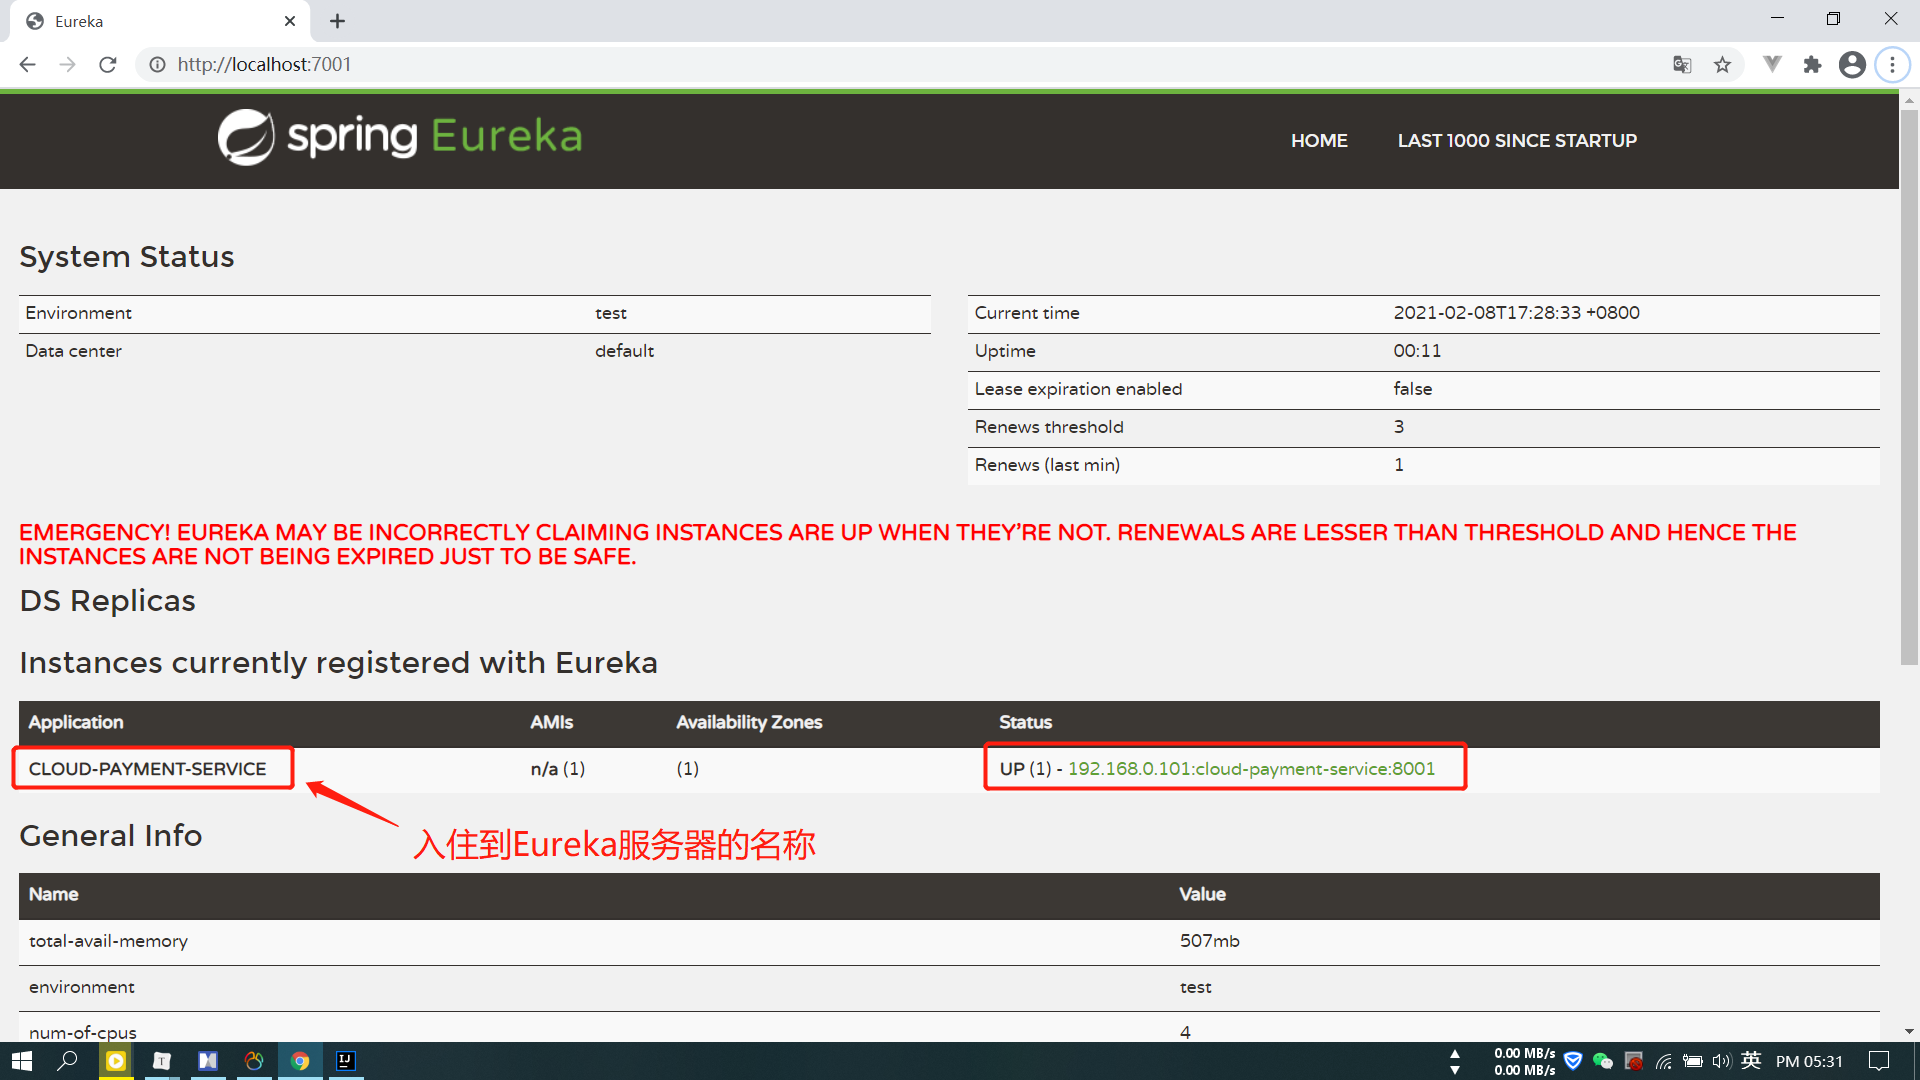 Eureka
http://localhost:7001
spring Eureka
HOME
LAST 1000 SINCE STARTUP
System Status
Environment test
Data center default
Current time 2021-02-08T17:28:33 +0800
Uptime 00:11
Lease expiration enabled false
Renews threshold 3
Renews (last min) 1
EMERGENCY! EUREKA MAY BE INCORRECTLY CLAIMING INSTANCES ARE UP WHEN THEY'RE NOT. RENEWALS ARE LESSER THAN THRESHOLD AND HENCE THE
INSTANCES ARE NOT BEING EXPIRED JUST TO BE SAFE.
DS Replicas
Instances currently registered with Eureka
Application AMIs Availability Zones Status
CLOUD-PAYMENT-SERVICE n/a (1) (1) UP (1) - 192.168.0.101:cloud-payment-service:8001
入住到Eureka服务器的名称
General Info
Name Value
total-avail-memory 507mb
environment test
num-of-cpus 4
0.00 MB/s
0.00 MB/s
英
PM 05:31